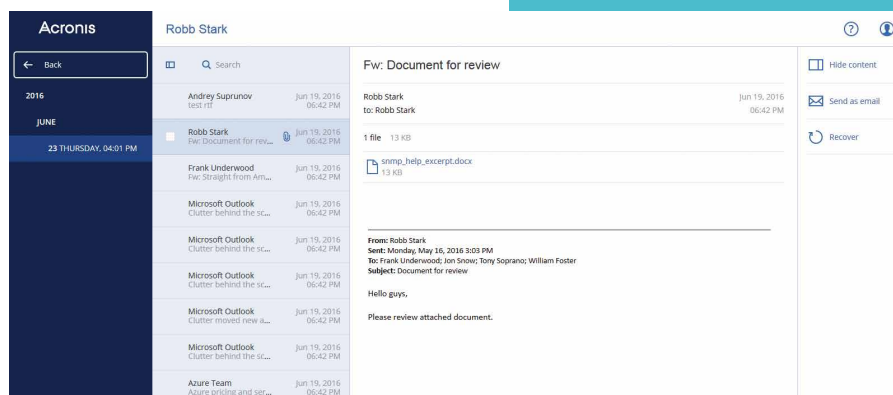 Acronis
Robb Stark
Back
Search
2016
JUNE
23 THURSDAY, 04:01 PM
Andrey Suprunov Jun 19, 2016
test rtf 06:42 PM
Robb Stark Jun 19, 2016
Fw: Document for rev... 06:42 PM
Frank Underwood Jun 19, 2016
Fw: Straight from Am... 06:42 PM
Microsoft Outlook Jun 19, 2016
Clutter behind the sc... 06:42 PM
Microsoft Outlook Jun 19, 2016
Clutter behind the sc... 06:42 PM
Microsoft Outlook Jun 19, 2016
Clutter behind the sc... 06:42 PM
Microsoft Outlook Jun 19, 2016
Clutter moved new a... 06:42 PM
Microsoft Outlook Jun 19, 2016
Clutter behind the sc... 06:42 PM
Azure Team Jun 19, 2016
Azure pricing and ser... 06:42 PM
Fw: Document for review
Robb Stark Jun 19, 2016
to: Robb Stark 06:42 PM
1 file 13 KB
snmp_help_excerpt.docx
13 KB
From: Robb Stark
Sent: Monday, May 16, 2016 3:03 PM
To: Frank Underwood; Jon Snow; Tony Soprano; William Foster
Subject: Document for review
Hello guys,
Please review attached document.
Hide content
Send as email
Recover